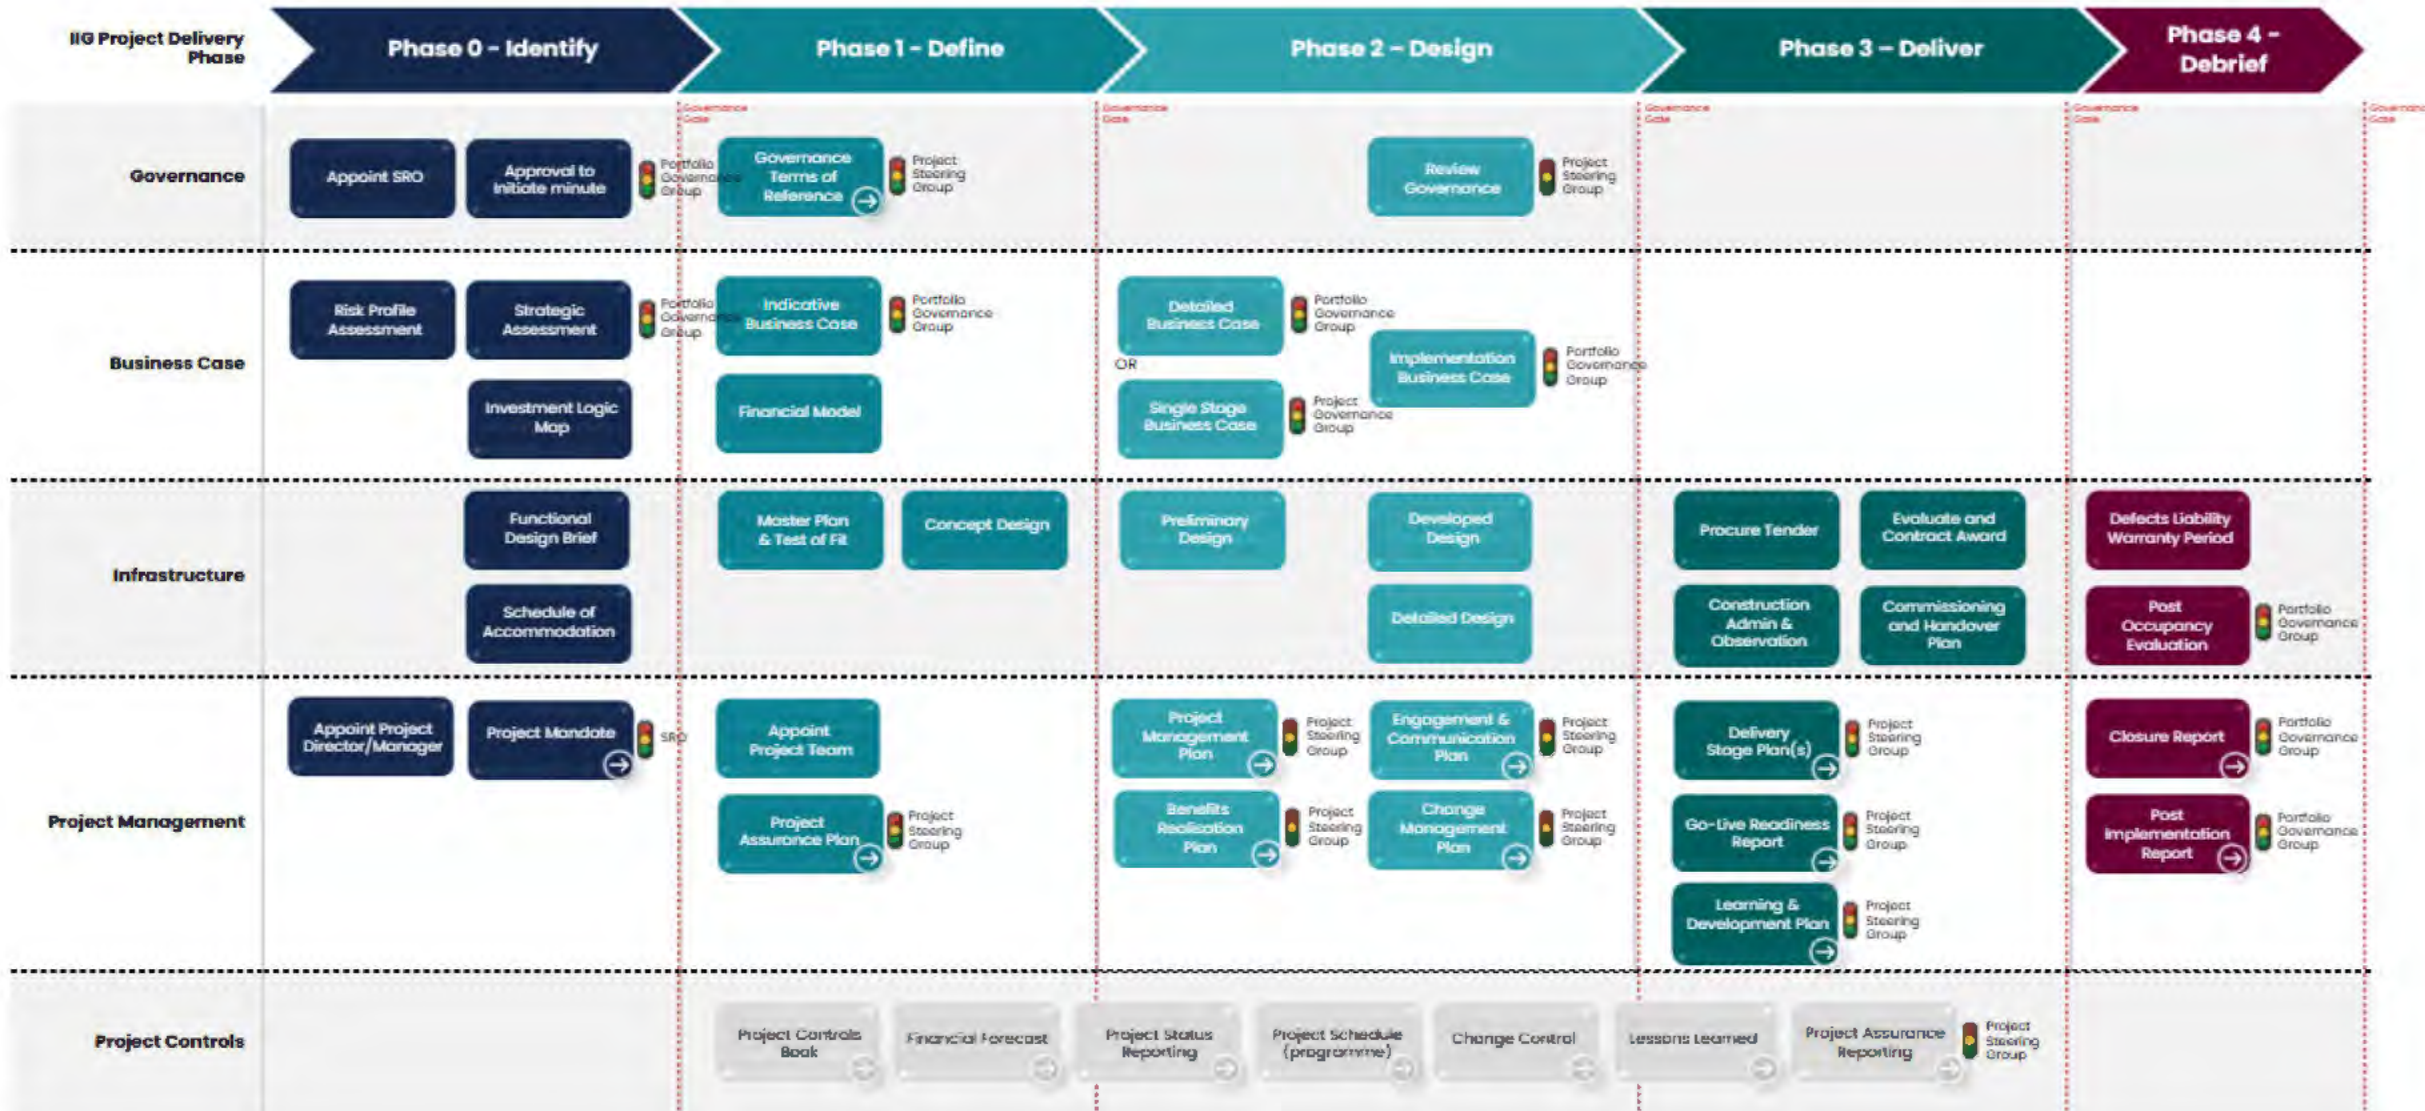 IIG Project Delivery
Phase
Phase 0 - Identify
Phase 1 - Define
Phase 2 – Design
Phase 3 – Deliver
Phase 4 -
Debrief
Governance
Gate
Governance
Gate
Governance
Gate
Governance
Gate
Governance
Gate
Governance
Appoint SRO
Approval to
Initiate minute
Portfolio
Governance
Group
Governance
Terms of
Reference
Project
Steering
Group
Review
Governance
Project
Steering
Group
Business Case
Risk Profile
Assessment
Strategic
Assessment
Portfolio
Governance
Group
Investment Logic
Map
Indicative
Business Case
Portfolio
Governance
Group
Financial Model
Detailed
Business Case
Portfolio
Governance
Group
OR
Single Stage
Business Case
Project
Governance
Group
Implementation
Business Case
Portfolio
Governance
Group
Infrastructure
Functional
Design Brief
Schedule of
Accommodation
Master Plan
& Test of Fit
Concept Design
Preliminary
Design
Developed
Design
Detailed Design
Procure Tender
Evaluate and
Contract Award
Construction
Admin &
Observation
Commissioning
and Handover
Plan
Defects Liability
Warranty Period
Post
Occupancy
Evaluation
Portfolio
Governance
Group
Project Management
Appoint Project
Director/Manager
Project Mandate
SRO
Appoint
Project Team
Project
Assurance Plan
Project
Steering
Group
Project
Management
Plan
Project
Steering
Group
Engagement &
Communication
Plan
Project
Steering
Group
Benefits
Realisation
Plan
Project
Steering
Group
Change
Management
Plan
Project
Steering
Group
Delivery
Stage Plan(s)
Project
Steering
Group
Go-Live Readiness
Report
Project
Steering
Group
Learning &
Development Plan
Project
Steering
Group
Closure Report
Portfolio
Governance
Group
Post
Implementation
Report
Portfolio
Governance
Group
Project Controls
Project Controls
Book
Financial Forecast
Project Status
Reporting
Project Schedule
(programme)
Change Control
Lessons Learned
Project Assurance
Reporting
Project
Steering
Group